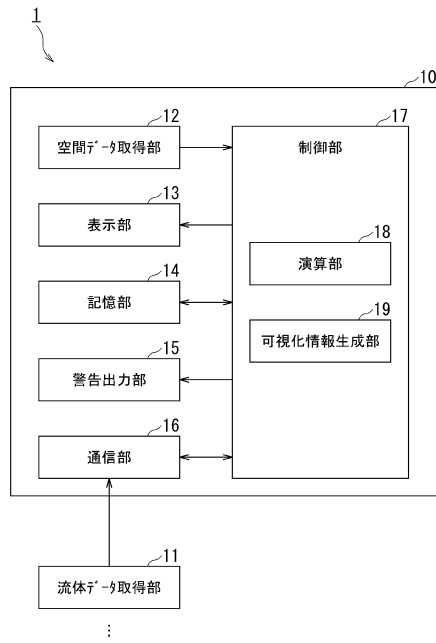 1
10
12
空間ﾃﾞｰﾀ取得部
13
表示部
14
記憶部
15
警告出力部
16
通信部
17
制御部
18
演算部
19
可視化情報生成部
11
流体ﾃﾞｰﾀ取得部
⋮